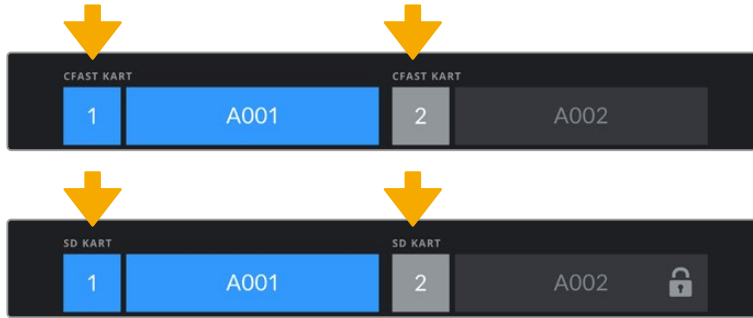 CFAST KART CFAST KART
1 A001 2 A002
SD KART SD KART
1 A001 2 A002